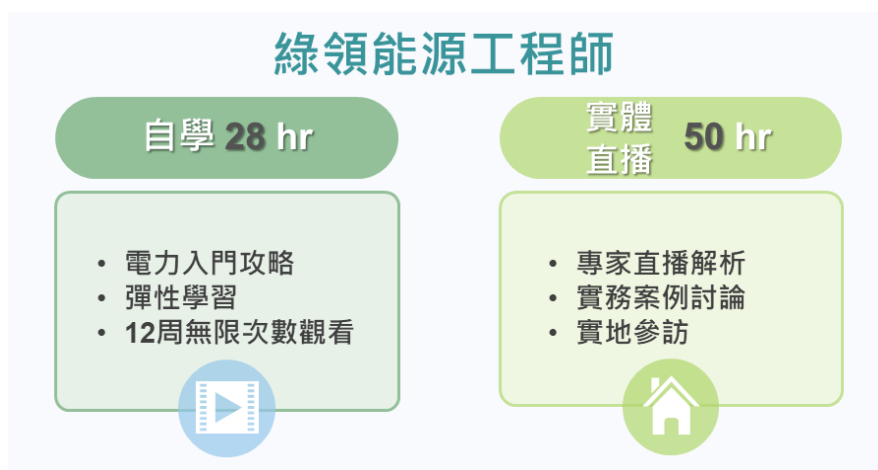 綠領能源工程師
自學 28 hr
• 電力入門攻略
• 彈性學習
• 12周無限次數觀看
實體
直播 50 hr
• 專家直播解析
• 實務案例討論
• 實地參訪